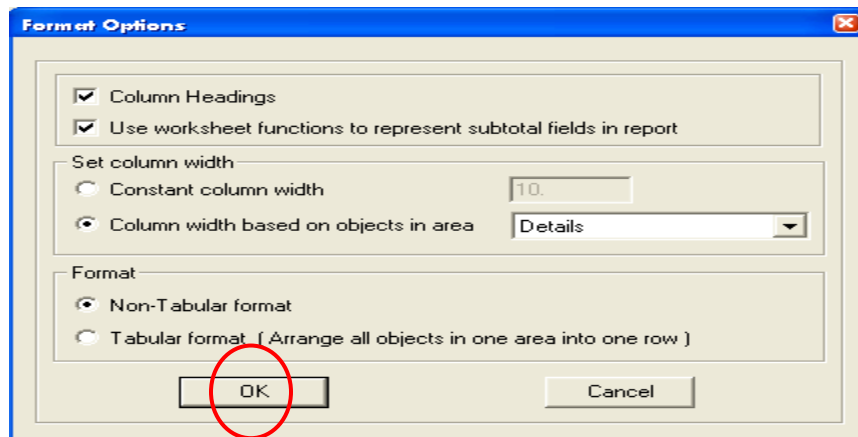 Format Options
Column Headings
Use worksheet functions to represent subtotal fields in report
Set column width
Constant column width 10.
Column width based on objects in area Details
Format
Non-Tabular format
Tabular format ( Arrange all objects in one area into one row )
OK Cancel